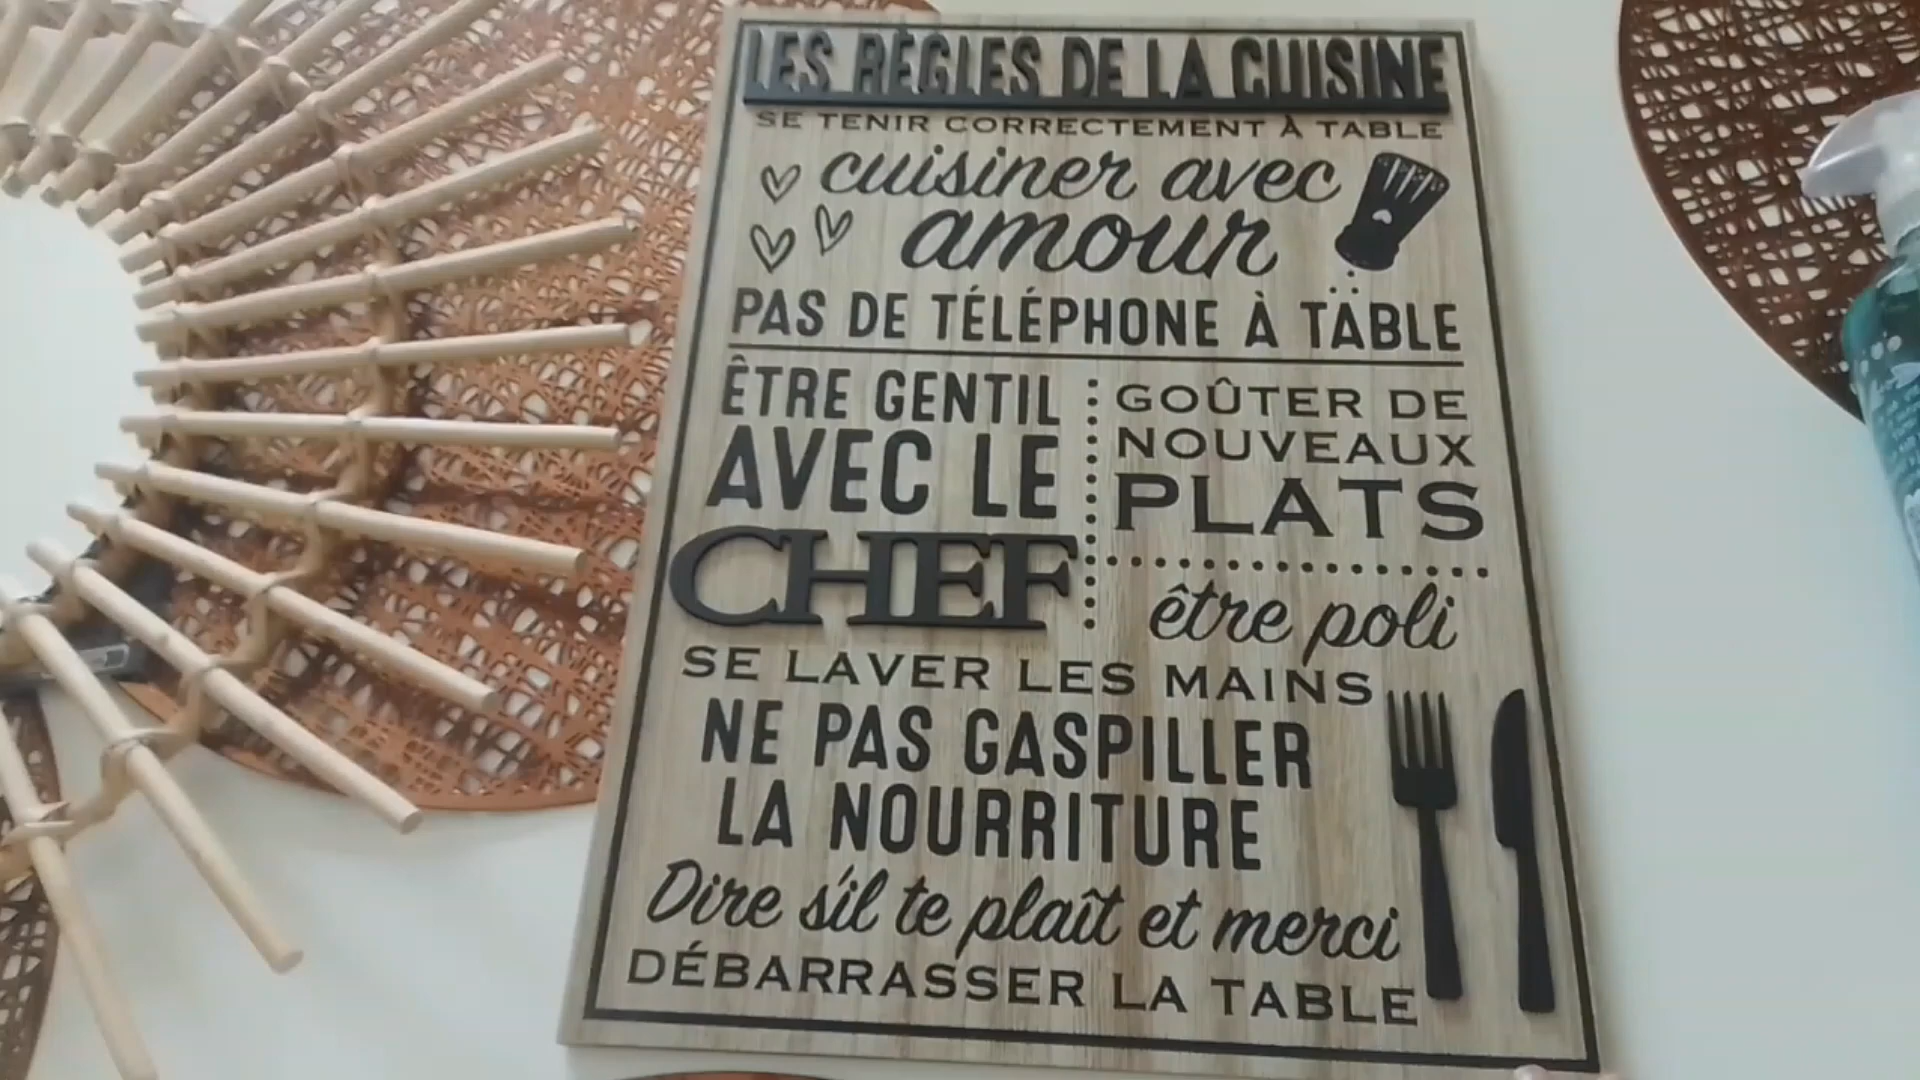 LES RÈGLES DE LA CUISINE
SE TENIR CORRECTEMENT À TABLE
cuisiner avec
amour
PAS DE TÉLÉPHONE À TABLE
ÊTRE GENTIL
AVEC LE
CHEF
GOÛTER DE
NOUVEAUX
PLATS
être poli
SE LAVER LES MAINS
NE PAS GASPILLER
LA NOURRITURE
Dire s'il te plaît et merci
DÉBARRASSER LA TABLE